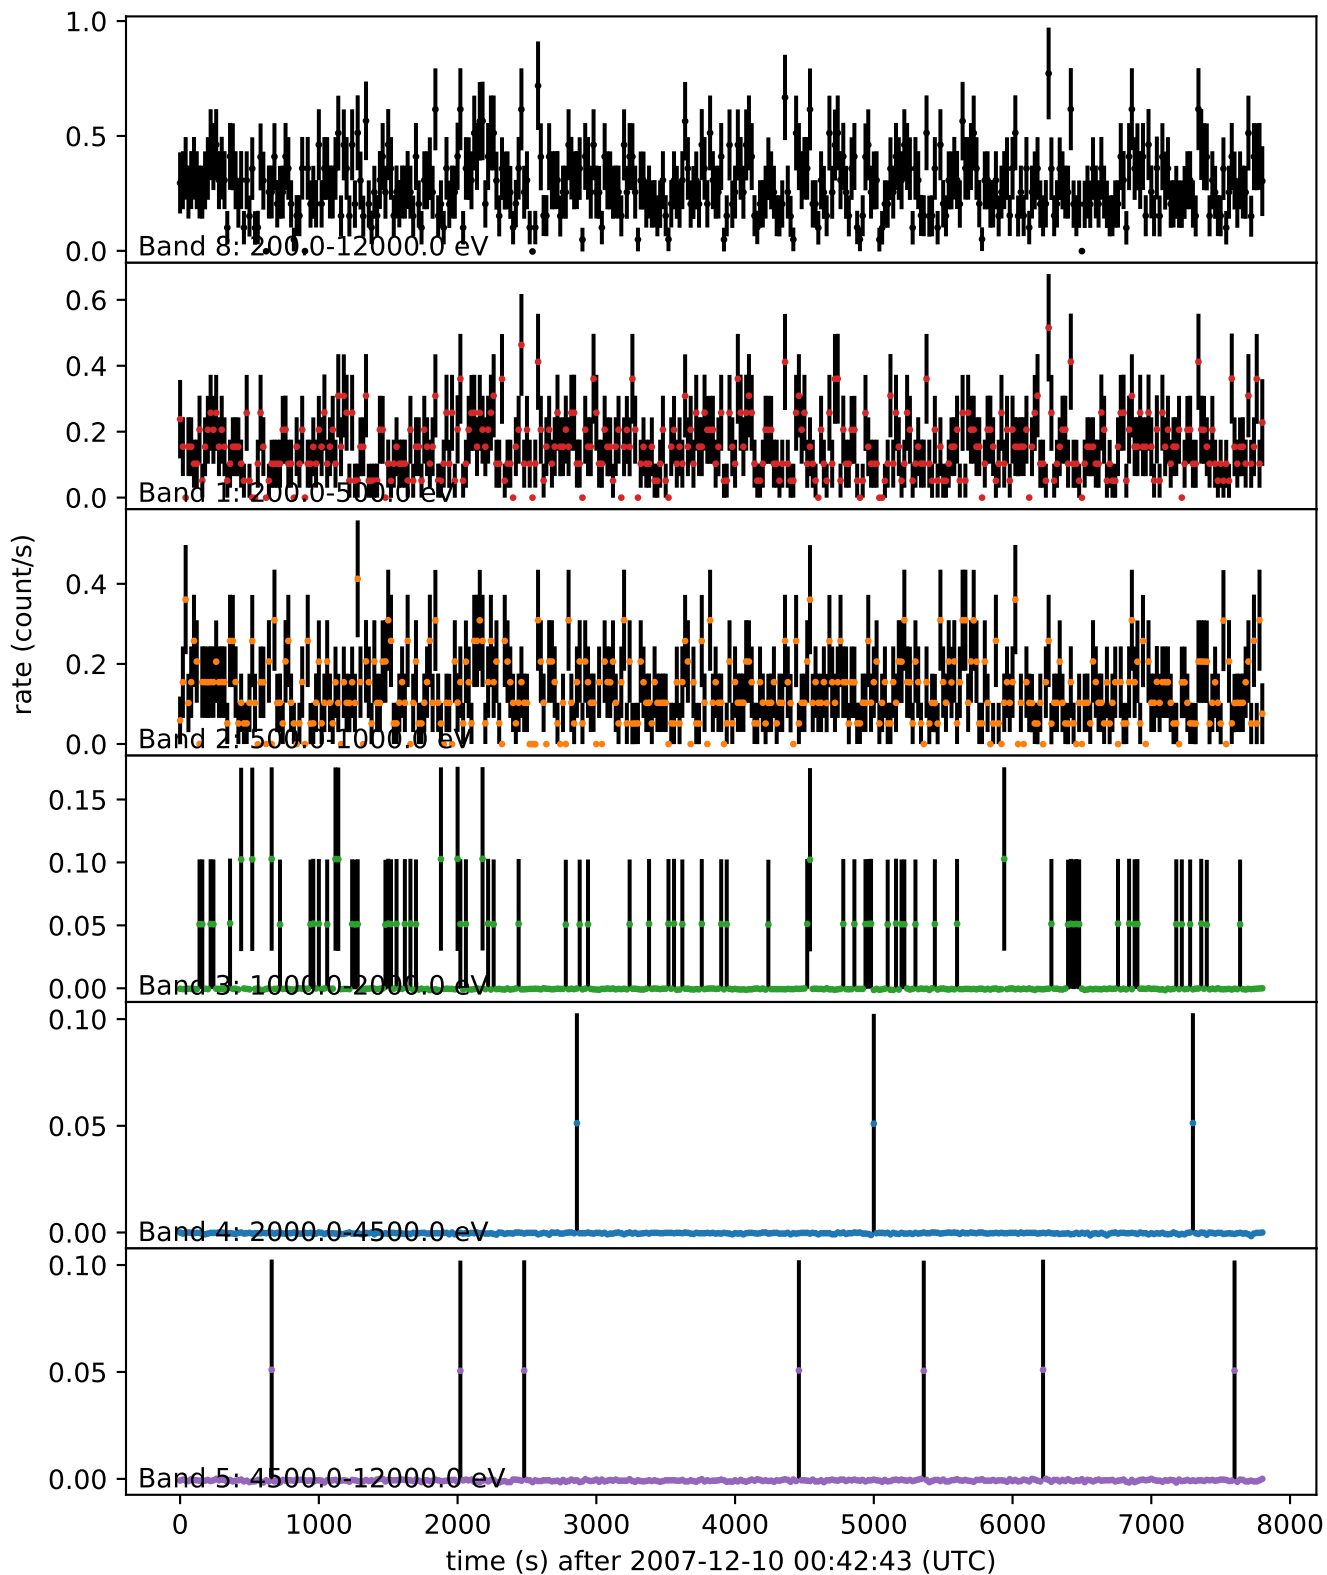 1.0
0.5
0.0
Band 8: 200.0-12000.0 eV
0.6
0.4
0.2
0.0
Band 1: 200.0-500.0 eV
rate (count/s)
0.4
0.2
0.0
Band 2: 500.0-1000.0 eV
0.15
0.10
0.05
0.00
Band 3: 1000.0-2000.0 eV
0.10
0.05
0.00
Band 4: 2000.0-4500.0 eV
0.10
0.05
0.00
Band 5: 4500.0-12000.0 eV
0 1000 2000 3000 4000 5000 6000 7000 8000
time (s) after 2007-12-10 00:42:43 (UTC)